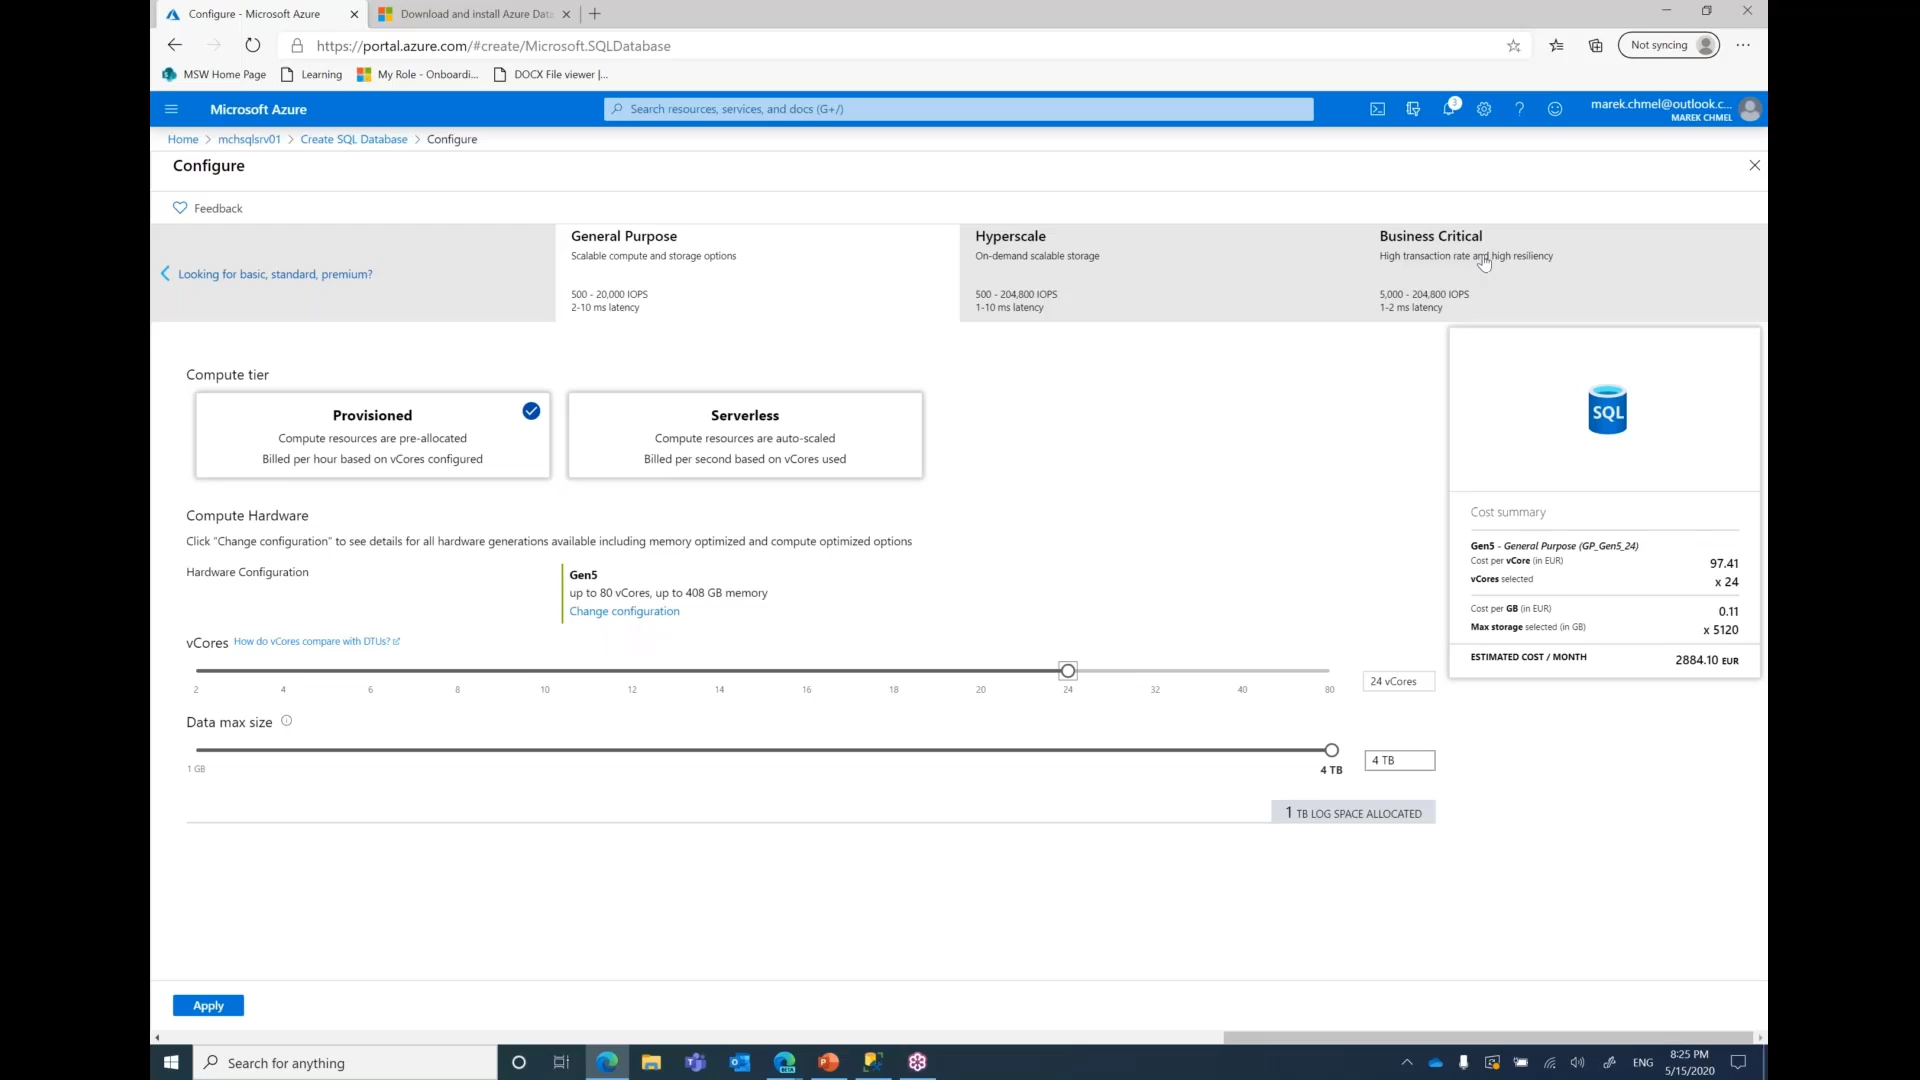 Configure - Microsoft Azure
Download and install Azure Dat
https://portal.azure.com/#create/Microsoft.SQLDatabase
Not syncing
MSW Home Page
Learning
My Role - Onboardi...
DOCX File viewer |...
Microsoft Azure
Search resources, services, and docs (G+/)
3
marek.chmel@outlook.c...
MAREK CHMEL
Home > mchsqlsrv01 > Create SQL Database > Configure
Configure
Feedback
Looking for basic, standard, premium?
General Purpose
Scalable compute and storage options
500 - 20,000 IOPS
2-10 ms latency
Hyperscale
On-demand scalable storage
500 - 204,800 IOPS
1-10 ms latency
Business Critical
High transaction rate and high resiliency
5,000 - 204,800 IOPS
1-2 ms latency
Compute tier
Provisioned
Compute resources are pre-allocated
Billed per hour based on vCores configured
Serverless
Compute resources are auto-scaled
Billed per second based on vCores used
Compute Hardware
Click "Change configuration" to see details for all hardware generations available including memory optimized and compute optimized options
Hardware Configuration
Gen5
up to 80 vCores, up to 408 GB memory
Change configuration
vCores How do vCores compare with DTUs?
2 4 6 8 10 12 14 16 18 20 24 32 40 80
24 vCores
Data max size
1 GB
4 TB
4 TB
1 TB LOG SPACE ALLOCATED
SQL
Cost summary
Gen5 - General Purpose (GP_Gen5_24)
Cost per vCore (in EUR) 97.41
vCores selected x 24
Cost per GB (in EUR) 0.11
Max storage selected (in GB) x 5120
ESTIMATED COST / MONTH 2884.10 EUR
Apply
Search for anything
BETA
ENG
8:25 PM
5/15/2020